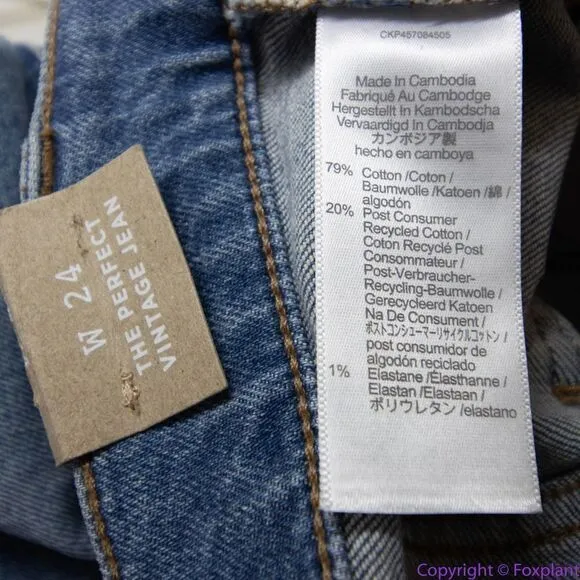 CKP457084505
Made In Cambodia
Fabriqué Au Cambodge
Hergestellt In Kambodscha
Vervaardigd In Cambodja
カンボジア製
hecho en camboya
79% Cotton /Coton /
Baumwolle /Katoen /綿 /
algodón
20% Post Consumer
Recycled Cotton /
Coton Recyclé Post
Consommateur /
Post-Verbraucher-
Recycling-Baumwolle /
Gerecycleerd Katoen
Na De Consument /
ポストコンシューマーリサイクルコットン /
post consumidor de
algodón reciclado
1% Elastane /Élasthanne /
Elastan /Elastaan /
ポリウレタン /elastano
W 24
THE PERFECT
VINTAGE JEAN
Copyright © Foxplant